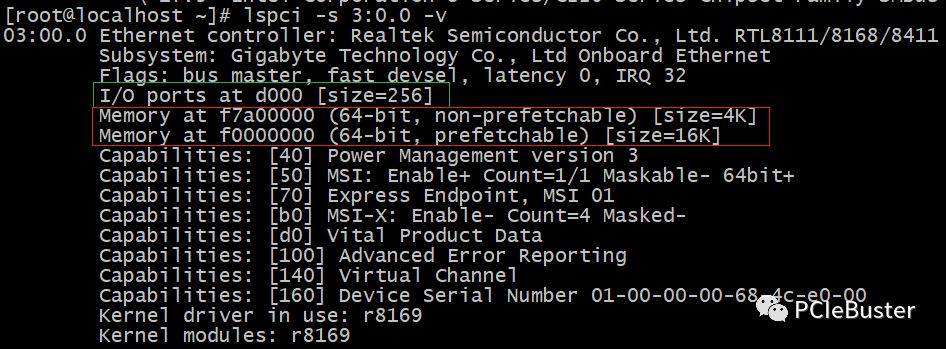 [root@localhost ~]# lspci -s 3:0.0 -v
03:00.0 Ethernet controller: Realtek Semiconductor Co., Ltd. RTL8111/8168/8411
Subsystem: Gigabyte Technology Co., Ltd Onboard Ethernet
Flags: bus master, fast devsel, latency 0, IRQ 32
I/O ports at d000 [size=256]
Memory at f7a00000 (64-bit, non-prefetchable) [size=4K]
Memory at f0000000 (64-bit, prefetchable) [size=16K]
Capabilities: [40] Power Management version 3
Capabilities: [50] MSI: Enable+ Count=1/1 Maskable- 64bit+
Capabilities: [70] Express Endpoint, MSI 01
Capabilities: [b0] MSI-X: Enable- Count=4 Masked-
Capabilities: [d0] Vital Product Data
Capabilities: [100] Advanced Error Reporting
Capabilities: [140] Virtual Channel
Capabilities: [160] Device Serial Number 01-00-00-00-68-4c-e0-00
Kernel driver in use: r8169
Kernel modules: r8169
PCIeBuster